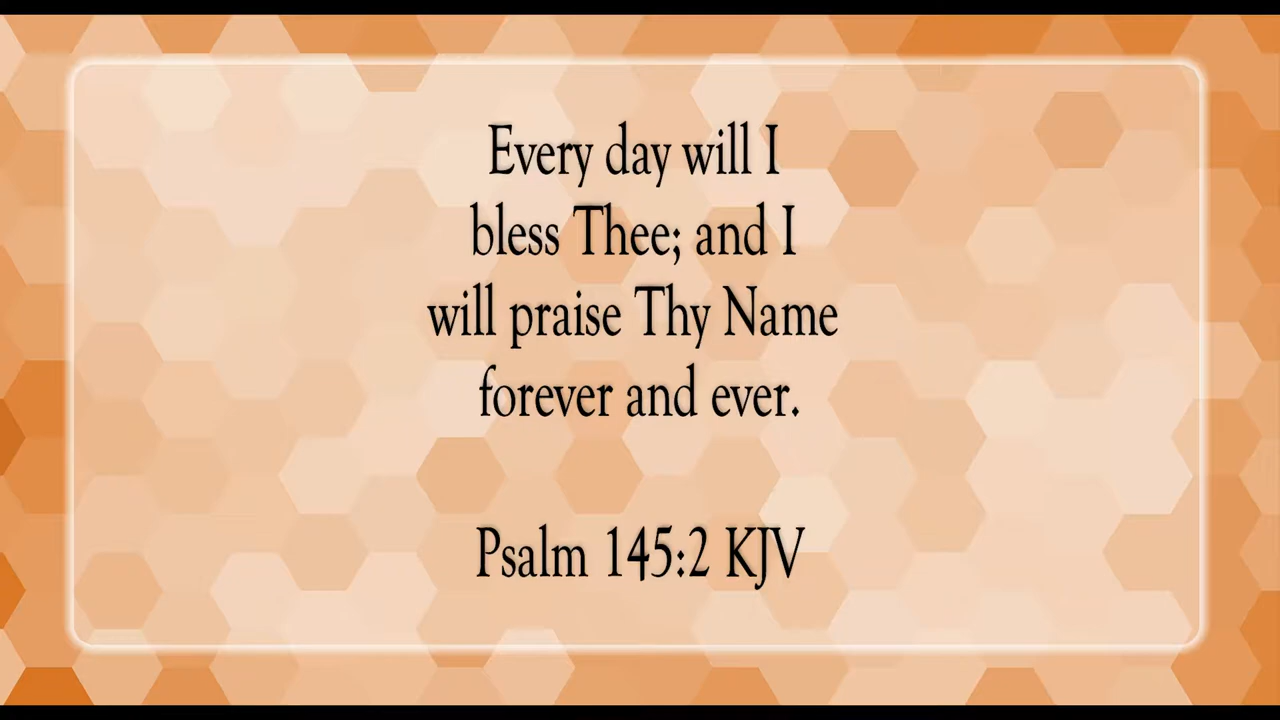 Every day will I
bless Thee; and I
will praise Thy Name
forever and ever.
Psalm 145:2 KJV